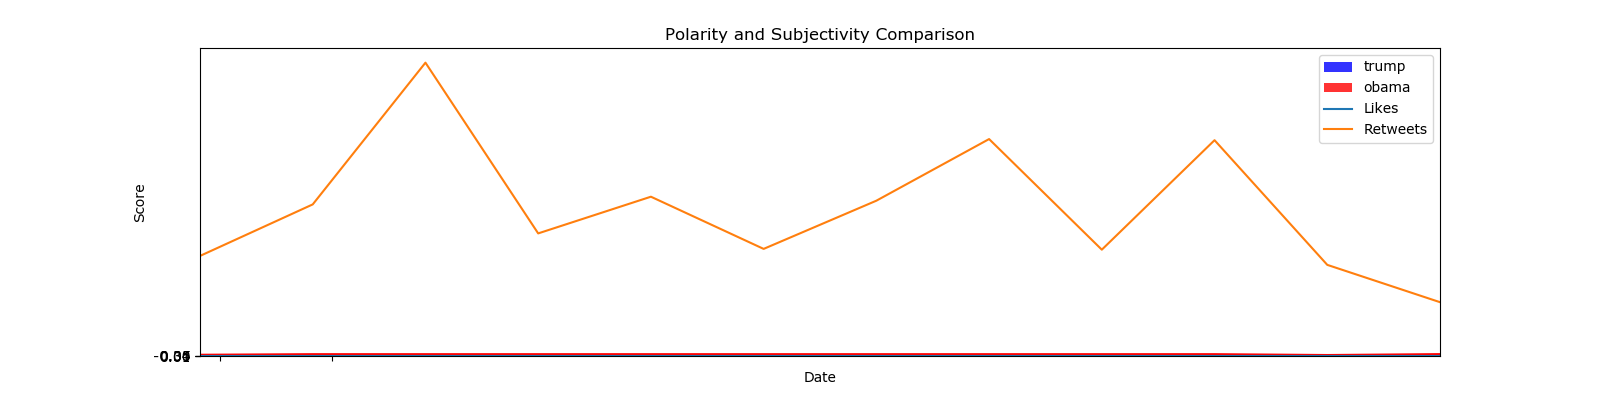 Polarity and Subjectivity Comparison
trump
obama
Likes
Retweets
Score
Date